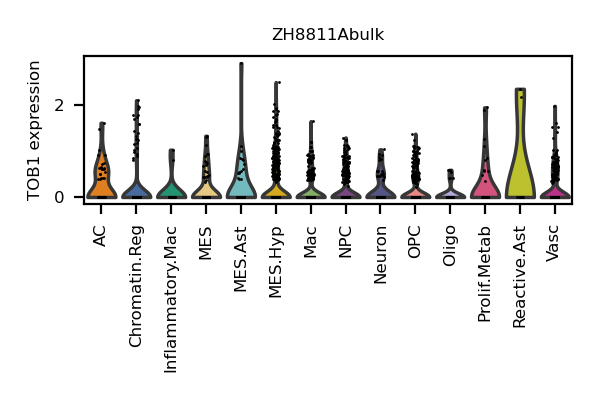 ZH8811Abulk
TOB1 expression
2
0
AC
Chromatin.Reg
Inflammatory.Mac
MES
MES.Ast
MES.Hyp
Mac
NPC
Neuron
OPC
Oligo
Prolif.Metab
Reactive.Ast
Vasc